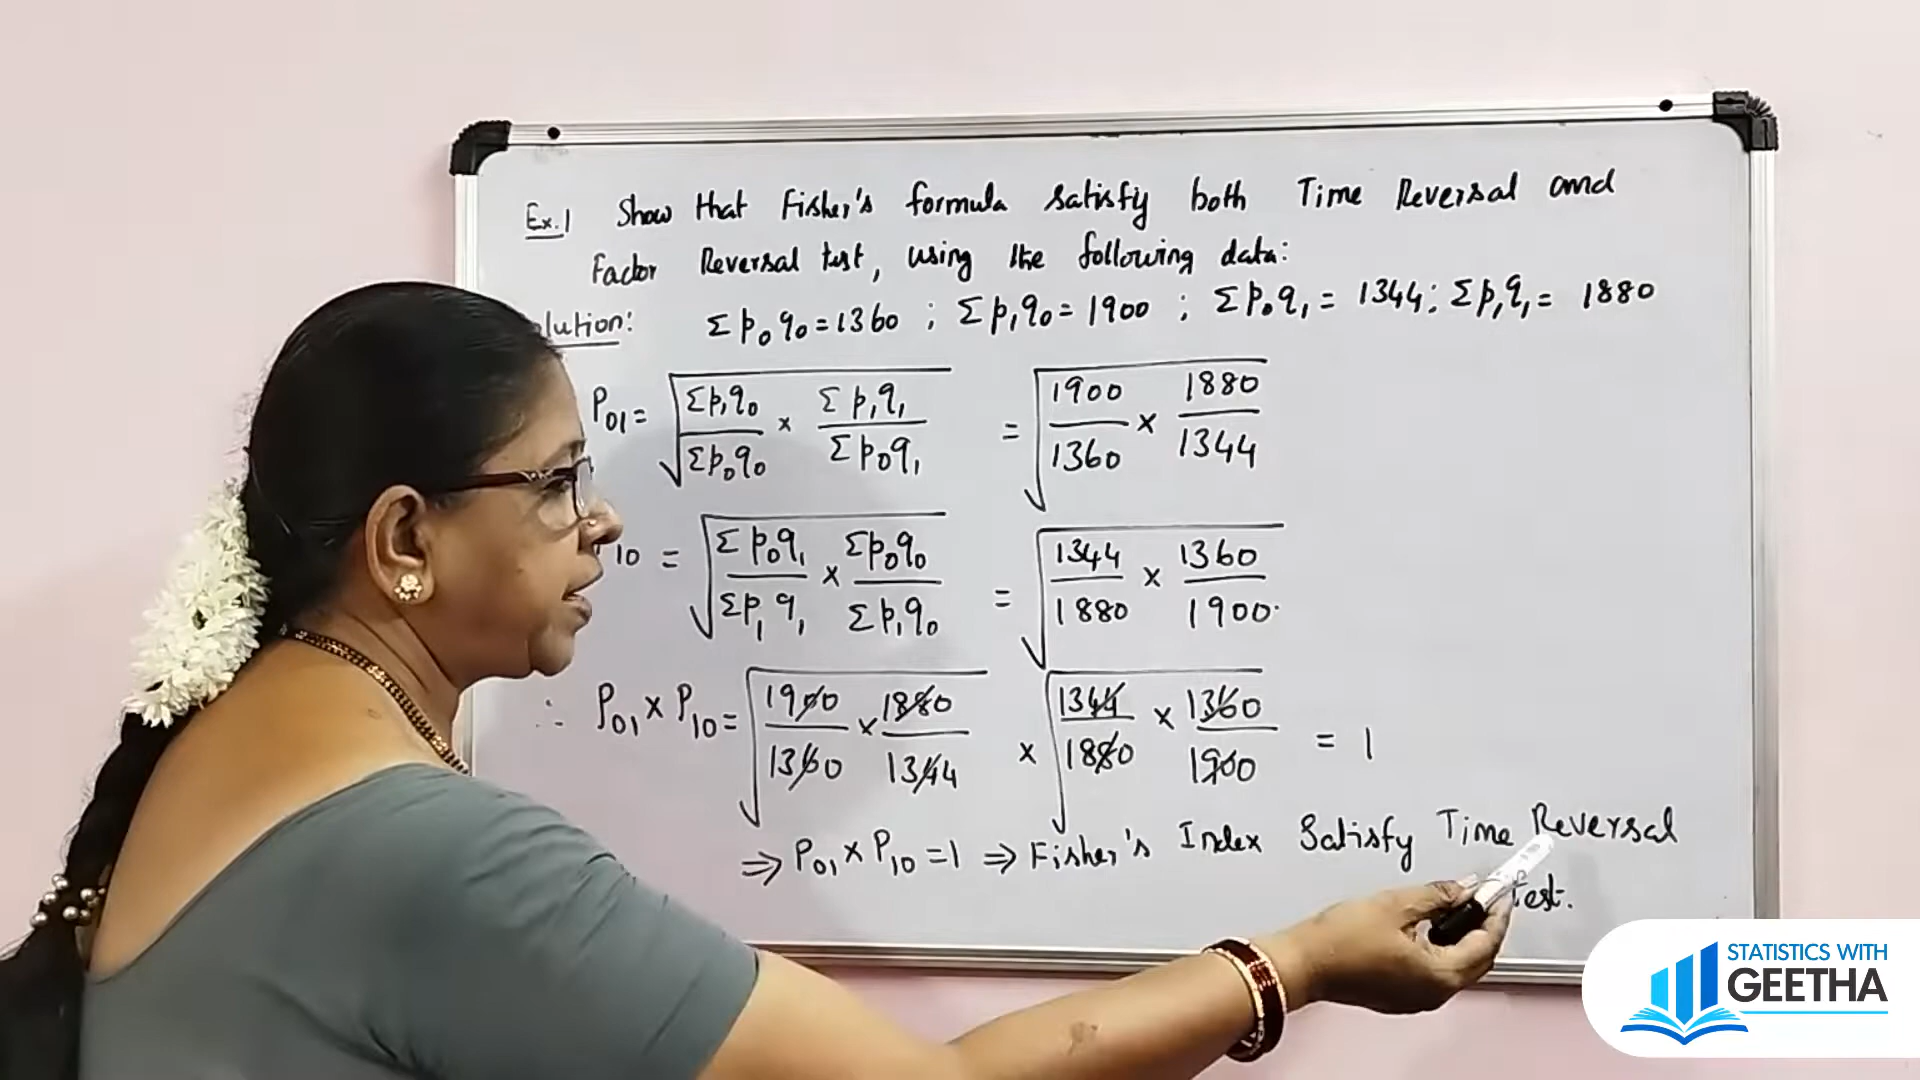 Ex.1 Show that Fisher's formula satisfy both Time Reversal and
Factor Reversal test, using the following data:
lution: Σp₀q₀ = 1360 ; Σp₁q₀ = 1900 ; Σp₀q₁ = 1344 ; Σp₁q₁ = 1880
P₀₁ = √(Σp₁q₀/Σp₀q₀ × Σp₁q₁/Σp₀q₁) = √(1900/1360 × 1880/1344)
10 = √(Σp₀q₁/Σp₁q₁ × Σp₀q₀/Σp₁q₀) = √(1344/1880 × 1360/1900)
∴ P₀₁ × P₁₀ = √(1900/1360 × 1880/1344) × √(1344/1880 × 1360/1900) = 1
⇒ P₀₁ × P₁₀ = 1 ⇒ Fisher's Index Satisfy Time Reversal
Test.
STATISTICS WITH
GEETHA